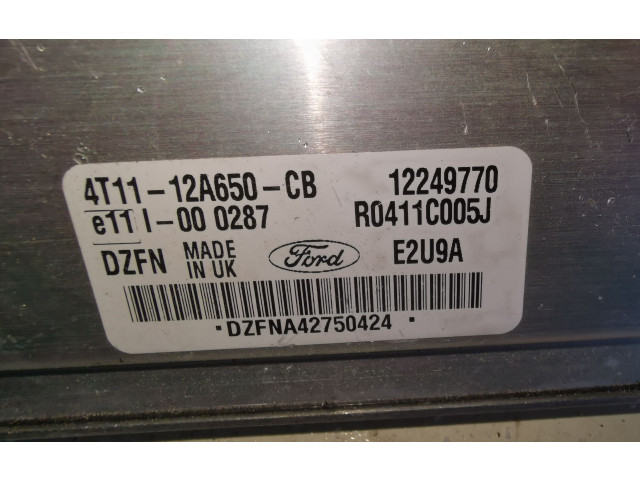 4T11-12A650-CB 12249770
e11 I-00 0287 R0411C005J
DZFN MADE IN UK Ford E2U9A
·DZFNA42750424·